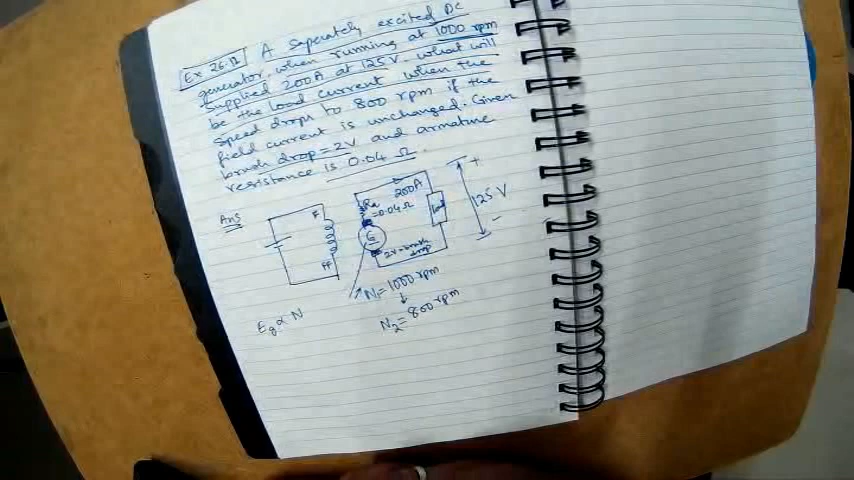 Ex 26.12 A saperately excited DC
generator, when running at 1000 rpm
supplied 200A at 125V. what will
be the load current when the
speed drops to 800 rpm if the
field current is unchanged. Given
brush drop = 2V and armature
resistance is 0.04 Ω.
Ans
F
FF
Ra
= 0.04Ω
200A
G
Load
2V = brush
drop
+
125 V
-
N₁ = 1000 rpm
↓
N₂ = 800 rpm
Eg ∝ N